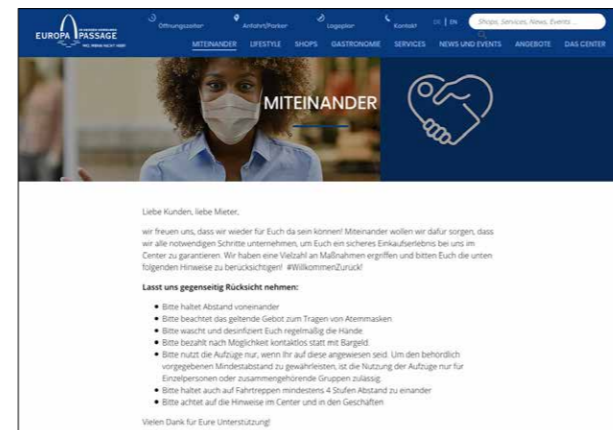 Öffnungszeiten Anfahrt/Parken Lageplan Kontakt DE | EN Shops, Services, News, Events ...
EUROPA PASSAGE
MITEINANDER LIFESTYLE SHOPS GASTRONOMIE SERVICES NEWS UND EVENTS ANGEBOTE DAS CENTER
MITEINANDER
Liebe Kunden, liebe Mieter,
wir freuen uns, dass wir wieder für Euch da sein können! Miteinander wollen wir dafür sorgen, dass
wir alle notwendigen Schritte unternehmen, um Euch ein sicheres Einkaufserlebnis bei uns im
Center zu garantieren. Wir haben eine Vielzahl an Maßnahmen ergriffen und bitten Euch die unten
folgenden Hinweise zu berücksichtigen! #WillkommenZurück!
Lasst uns gegenseitig Rücksicht nehmen:
• Bitte haltet Abstand voneinander
• Bitte beachtet das geltende Gebot zum Tragen von Atemmasken
• Bitte wascht und desinfiziert Euch regelmäßig die Hände
• Bitte bezahlt nach Möglichkeit kontaktlos statt mit Bargeld
• Bitte nutzt die Aufzüge nur, wenn Ihr auf diese angewiesen seid. Um den behördlich
vorgegebenen Mindestabstand zu gewährleisten, ist die Nutzung der Aufzüge nur für
Einzelpersonen oder zusammengehörende Gruppen zulässig.
• Bitte haltet auch auf Fahrtreppen mindestens 4 Stufen Abstand zu einander
• Bitte achtet auf die Hinweise im Center und in den Geschäften
Vielen Dank für Eure Unterstützung!